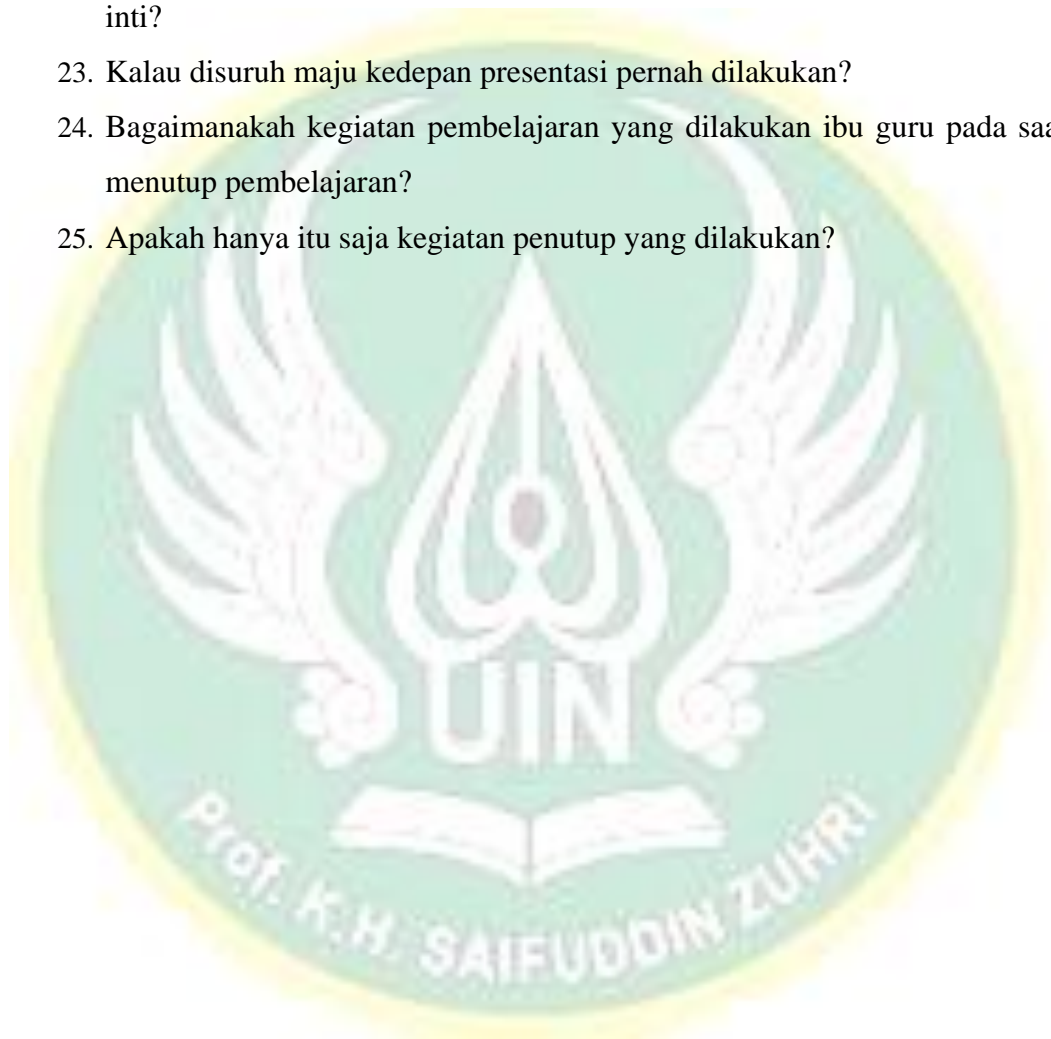 inti?
23. Kalau disuruh maju kedepan presentasi pernah dilakukan?
24. Bagaimanakah kegiatan pembelajaran yang dilakukan ibu guru pada saa
menutup pembelajaran?
25. Apakah hanya itu saja kegiatan penutup yang dilakukan?
UIN
Prof. K.H. SAIFUDDIN ZUHRI